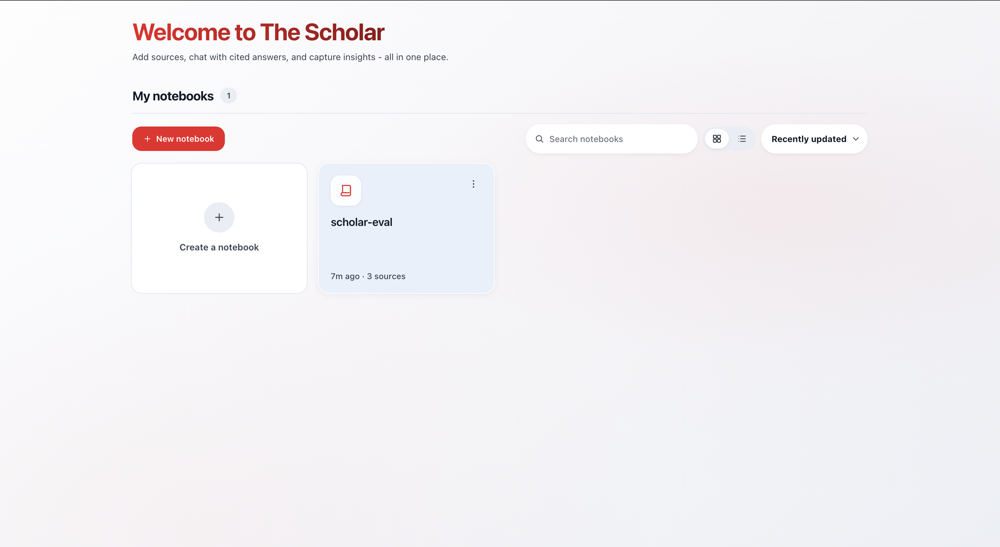 Welcome to The Scholar
Add sources, chat with cited answers, and capture insights - all in one place.
My notebooks 1
+ New notebook
Search notebooks
Recently updated
Create a notebook
scholar-eval
7m ago · 3 sources